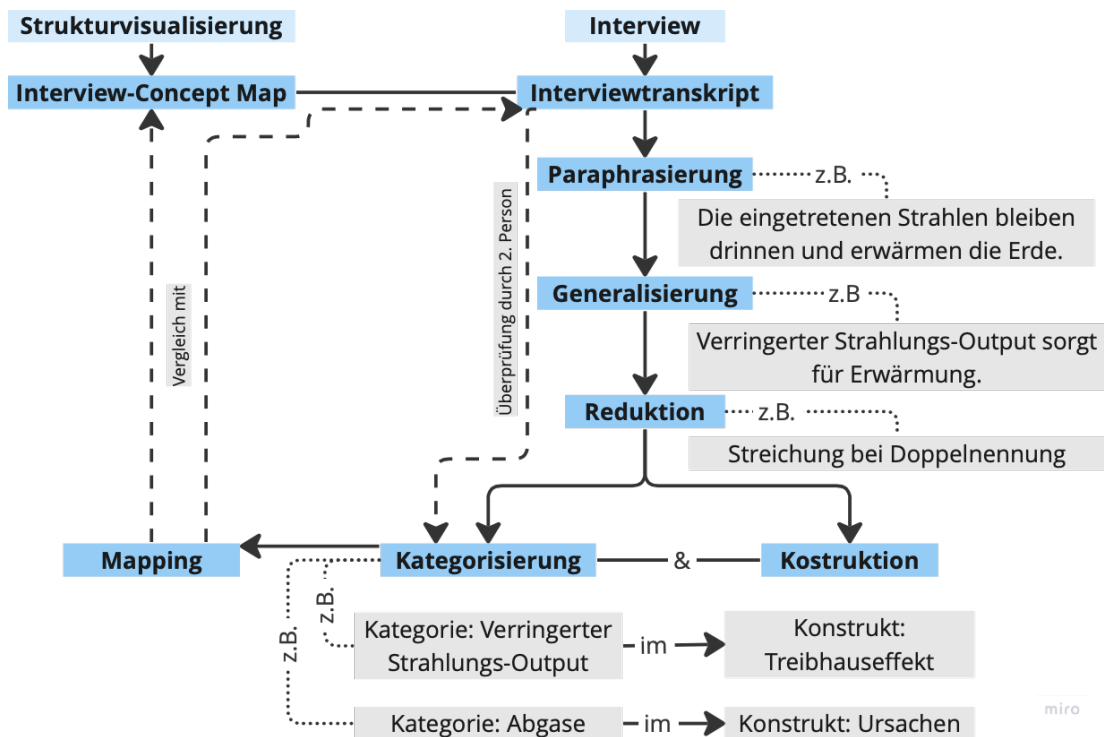 Strukturvisualisierung
Interview
Interview-Concept Map
Interviewtranskript
Paraphrasierung
z.B.
Die eingetretenen Strahlen bleiben
drinnen und erwärmen die Erde.
Generalisierung
z.B
Verringerter Strahlungs-Output sorgt
für Erwärmung.
Reduktion
z.B.
Streichung bei Doppelnennung
Vergleich mit
Überprüfung durch 2. Person
Mapping
Kategorisierung
&
Kostruktion
z.B.
z.B.
Kategorie: Verringerter
Strahlungs-Output
im
Konstrukt:
Treibhauseffekt
Kategorie: Abgase
im
Konstrukt: Ursachen
miro